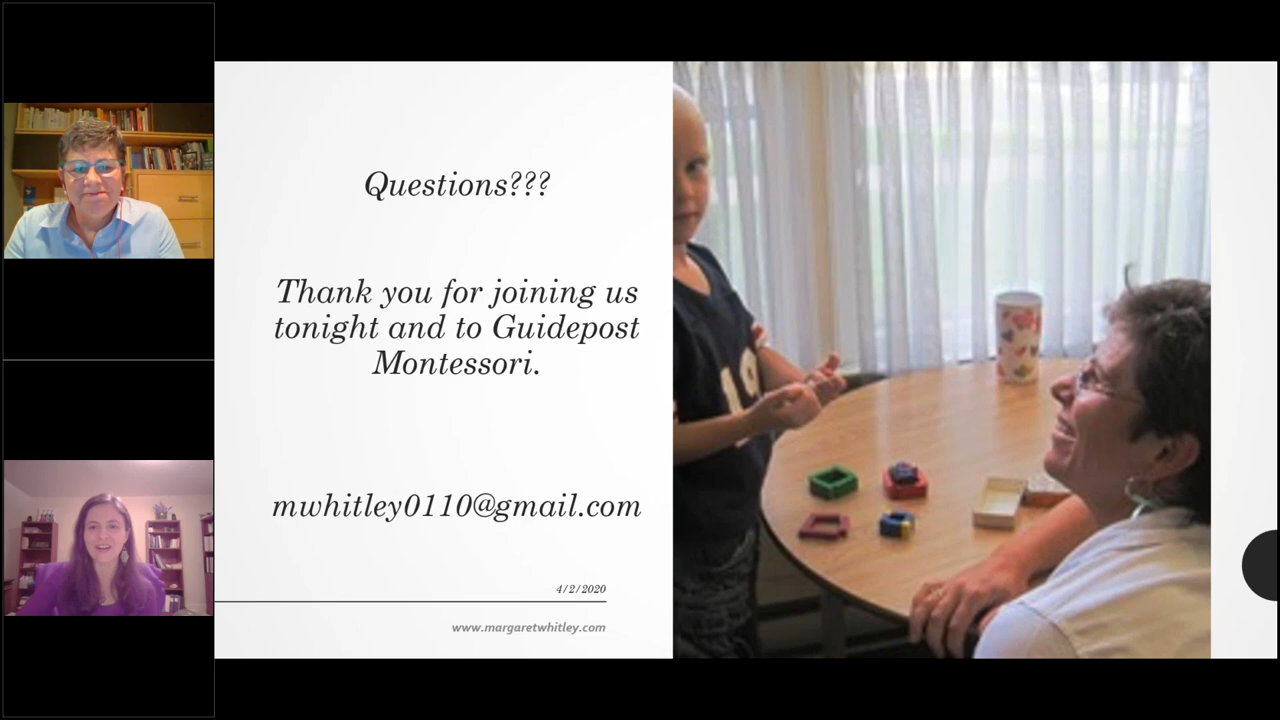 Questions???
Thank you for joining us
tonight and to Guidepost
Montessori.
mwhitley0110@gmail.com
4/2/2020
www.margaretwhitley.com